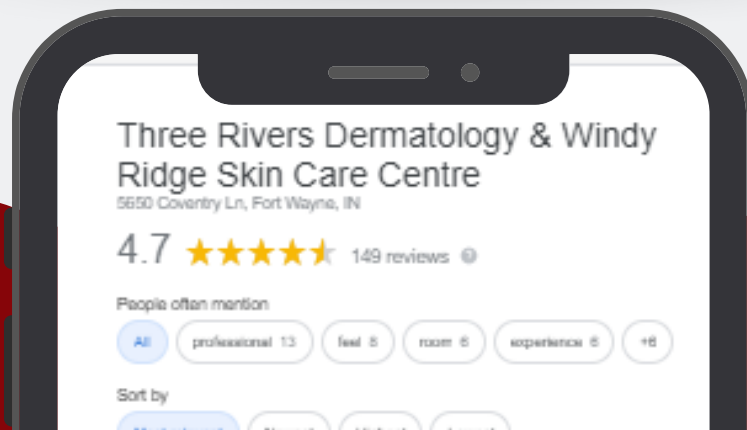 Three Rivers Dermatology & Windy
Ridge Skin Care Centre
5650 Coventry Ln, Fort Wayne, IN
4.7 149 reviews ?
People often mention
All professional 13 feel 8 room 6 experience 6 +6
Sort by